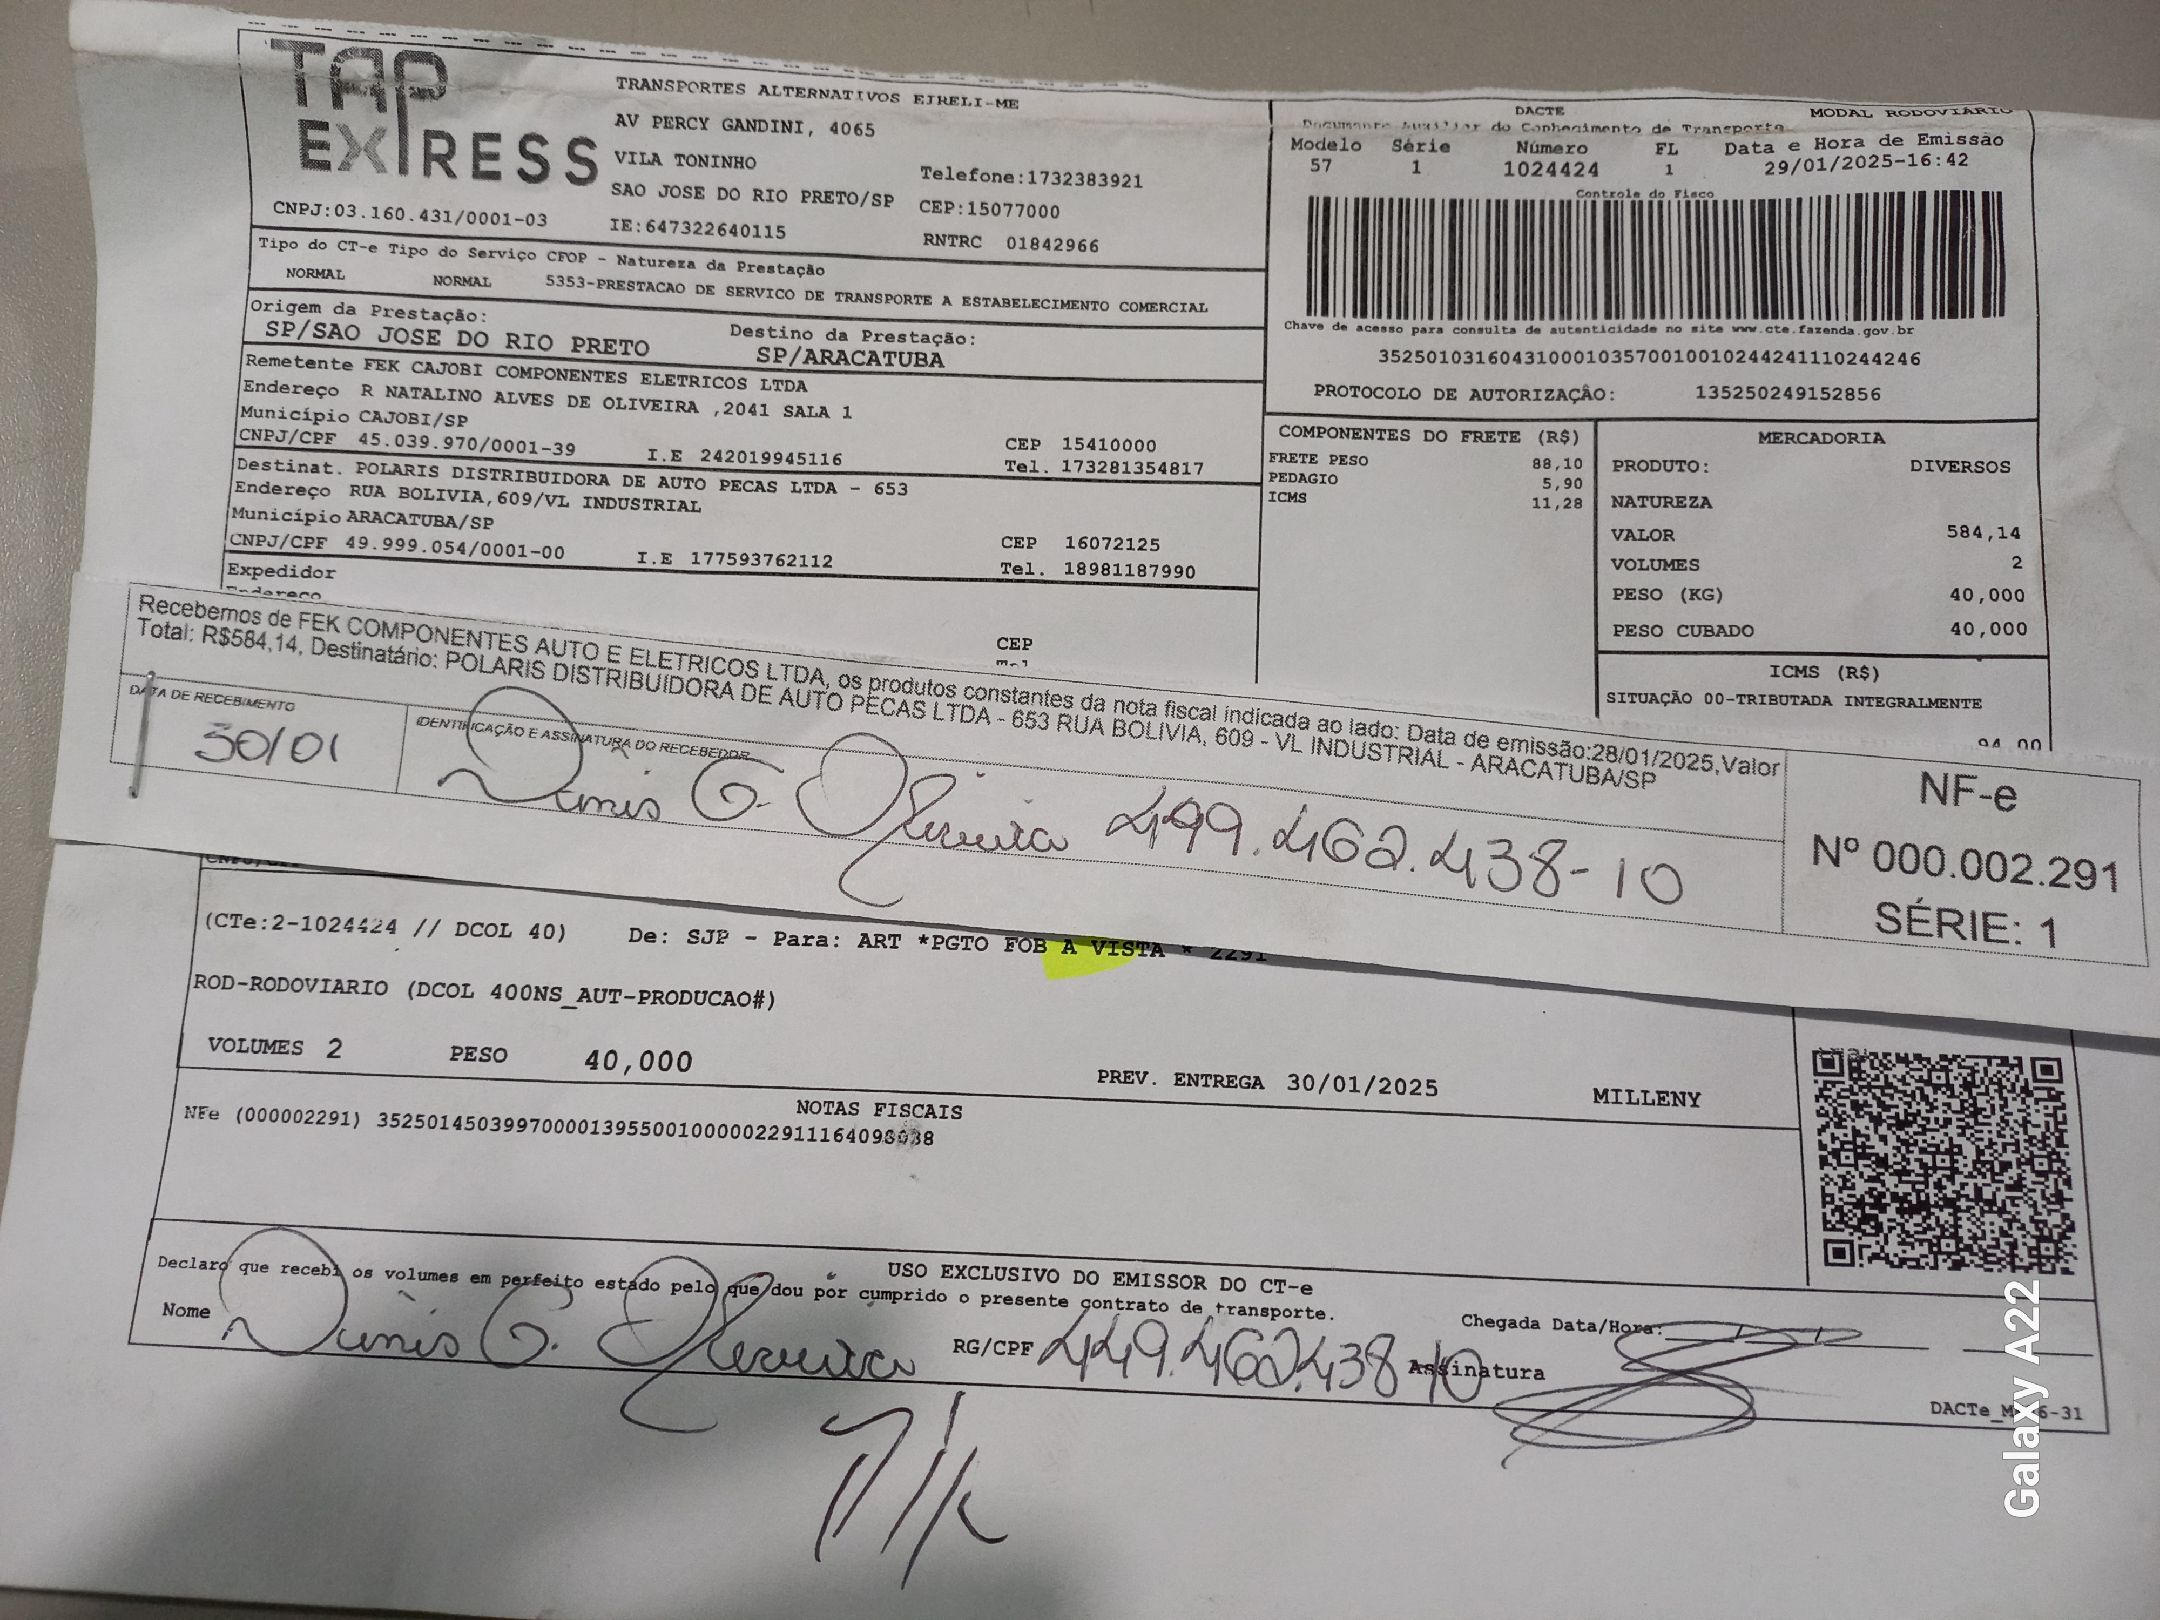 TAP
EXPRESS
CNPJ:03.160.431/0001-03
TRANSPORTES ALTERNATIVOS EIRELI-ME
AV PERCY GANDINI, 4065
VILA TONINHO
SAO JOSE DO RIO PRETO/SP
IE:647322640115
Telefone:1732383921
CEP:15077000
RNTRC 01842966
DACTE MODAL RODOVIÁRIO
Documento Auxiliar do Conhecimento de Transporte
Modelo Série Número FL Data e Hora de Emissão
57 1 1024424 1 29/01/2025-16:42
Controle do Fisco
Chave de acesso para consulta de autenticidade no site www.cte.fazenda.gov.br
35250103160431000103570010010244241110244246
PROTOCOLO DE AUTORIZAÇÃO: 135250249152856
Tipo do CT-e Tipo do Serviço CFOP - Natureza da Prestação
NORMAL NORMAL 5353-PRESTACAO DE SERVICO DE TRANSPORTE A ESTABELECIMENTO COMERCIAL
Origem da Prestação: Destino da Prestação:
SP/SAO JOSE DO RIO PRETO SP/ARACATUBA
Remetente FEK CAJOBI COMPONENTES ELETRICOS LTDA
Endereço R NATALINO ALVES DE OLIVEIRA ,2041 SALA 1
Município CAJOBI/SP CEP 15410000
CNPJ/CPF 45.039.970/0001-39 I.E 242019945116 Tel. 173281354817
Destinat. POLARIS DISTRIBUIDORA DE AUTO PECAS LTDA - 653
Endereço RUA BOLIVIA,609/VL INDUSTRIAL
Município ARACATUBA/SP CEP 16072125
CNPJ/CPF 49.999.054/0001-00 I.E 177593762112 Tel. 18981187990
Expedidor
Endereço
CEP
COMPONENTES DO FRETE (R$)
FRETE PESO 88,10
PEDAGIO 5,90
ICMS 11,28
MERCADORIA
PRODUTO: DIVERSOS
NATUREZA
VALOR 584,14
VOLUMES 2
PESO (KG) 40,000
PESO CUBADO 40,000
ICMS (R$)
SITUAÇÃO 00-TRIBUTADA INTEGRALMENTE
94,00
Recebemos de FEK COMPONENTES AUTO E ELETRICOS LTDA, os produtos constantes da nota fiscal indicada ao lado: Data de emissão:28/01/2025,Valor
Total: R$584,14, Destinatário: POLARIS DISTRIBUIDORA DE AUTO PECAS LTDA - 653 RUA BOLIVIA, 609 - VL INDUSTRIAL - ARACATUBA/SP
DATA DE RECEBIMENTO IDENTIFICAÇÃO E ASSINATURA DO RECEBEDOR
30/01 Dinis G. Oliveira 499.462.438-10
NF-e
Nº 000.002.291
SÉRIE: 1
(CTe:2-1024424 // DCOL 40) De: SJP - Para: ART *PGTO FOB A VISTA * 2291
ROD-RODOVIARIO (DCOL 400NS_AUT-PRODUCAO#)
VOLUMES 2 PESO 40,000 PREV. ENTREGA 30/01/2025 MILLENY
NOTAS FISCAIS
NFe (000002291) 35250145039970000139550010000022911164098038
USO EXCLUSIVO DO EMISSOR DO CT-e
Declaro que recebi os volumes em perfeito estado pelo que dou por cumprido o presente contrato de transporte.
Nome Dinis G. Oliveira RG/CPF 449.462.438 10 Assinatura
Chegada Data/Hora:
Galaxy A22